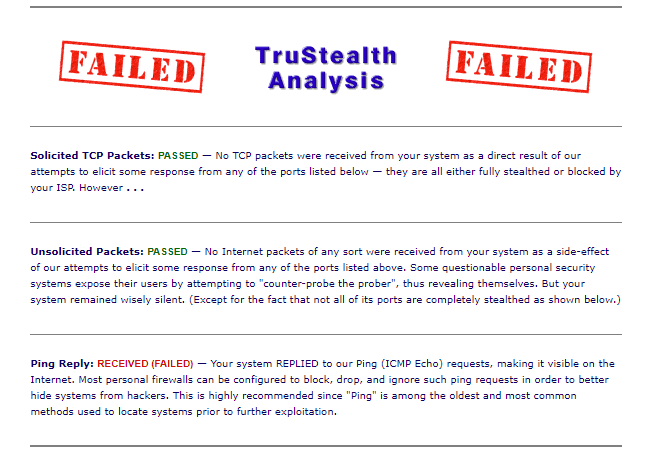 FAILED
TruStealth
Analysis
FAILED
Solicited TCP Packets: PASSED — No TCP packets were received from your system as a direct result of our
attempts to elicit some response from any of the ports listed below — they are all either fully stealthed or blocked by
your ISP. However . . .
Unsolicited Packets: PASSED — No Internet packets of any sort were received from your system as a side-effect
of our attempts to elicit some response from any of the ports listed above. Some questionable personal security
systems expose their users by attempting to "counter-probe the prober", thus revealing themselves. But your
system remained wisely silent. (Except for the fact that not all of its ports are completely stealthed as shown below.)
Ping Reply: RECEIVED (FAILED) — Your system REPLIED to our Ping (ICMP Echo) requests, making it visible on the
Internet. Most personal firewalls can be configured to block, drop, and ignore such ping requests in order to better
hide systems from hackers. This is highly recommended since "Ping" is among the oldest and most common
methods used to locate systems prior to further exploitation.